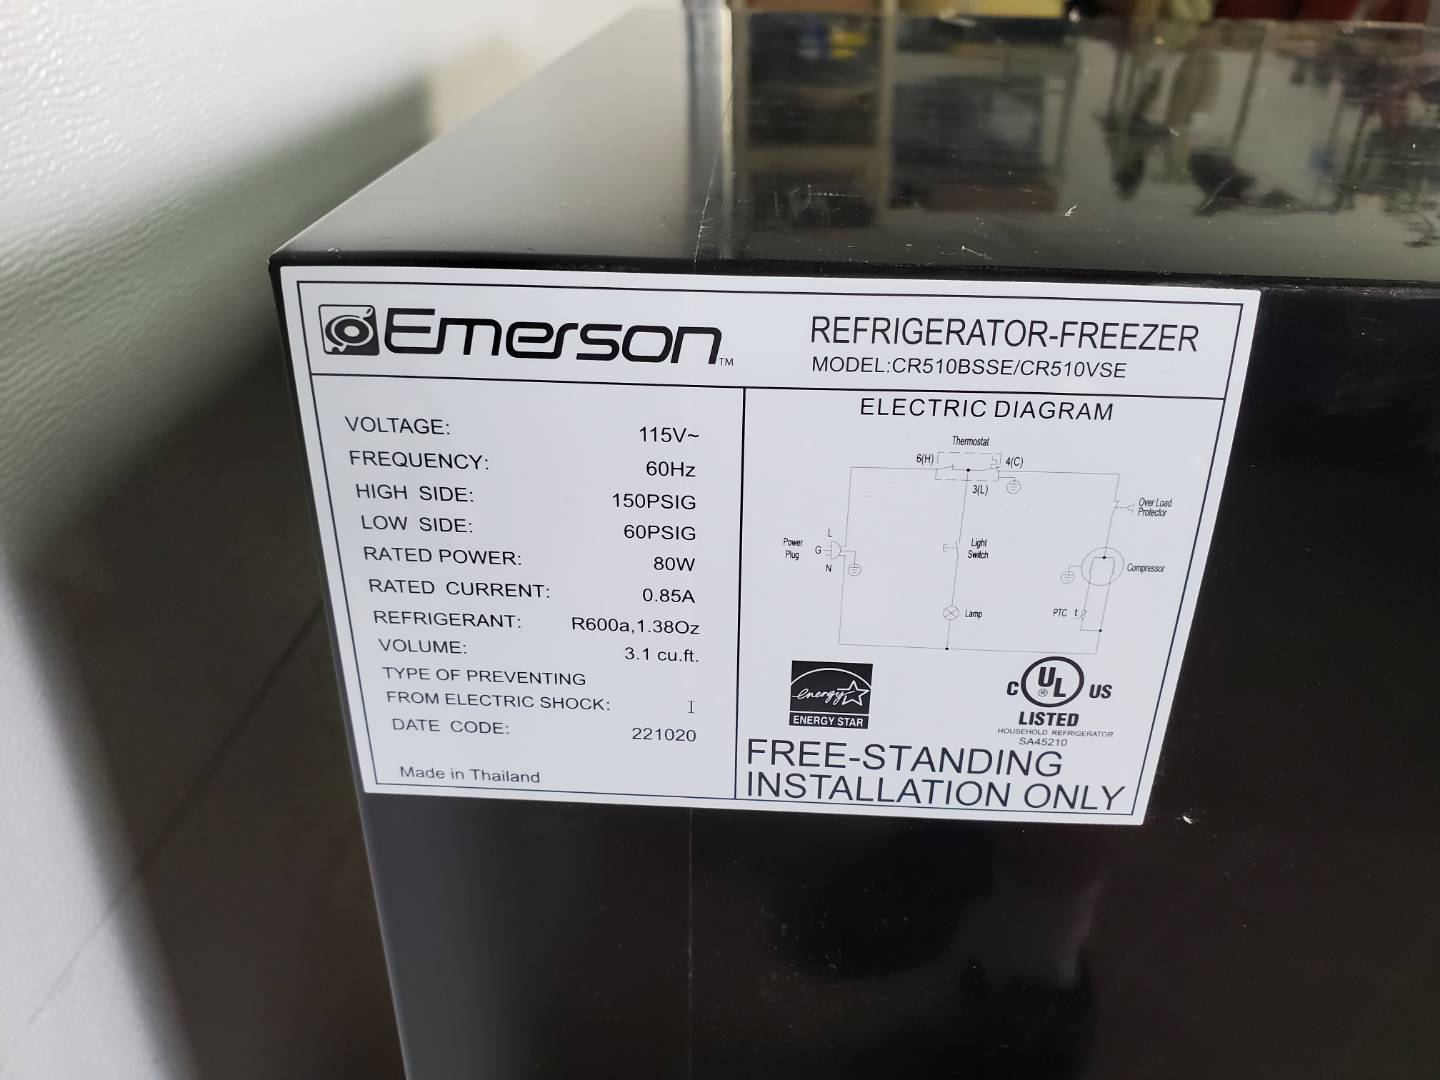 Emerson™
REFRIGERATOR-FREEZER
MODEL:CR510BSSE/CR510VSE
VOLTAGE: 115V~
FREQUENCY: 60Hz
HIGH SIDE: 150PSIG
LOW SIDE: 60PSIG
RATED POWER: 80W
RATED CURRENT: 0.85A
REFRIGERANT: R600a,1.38Oz
VOLUME: 3.1 cu.ft.
TYPE OF PREVENTING
FROM ELECTRIC SHOCK: I
DATE CODE: 221020
Made in Thailand
ELECTRIC DIAGRAM
Thermostat
6(H) 4(C)
3(L)
Over Load
Protector
Power
Plug
L
G
N
Light
Switch
Compressor
Lamp
PTC t
energy
ENERGY STAR
C UL ® US
LISTED
HOUSEHOLD REFRIGERATOR
SA45210
FREE-STANDING
INSTALLATION ONLY